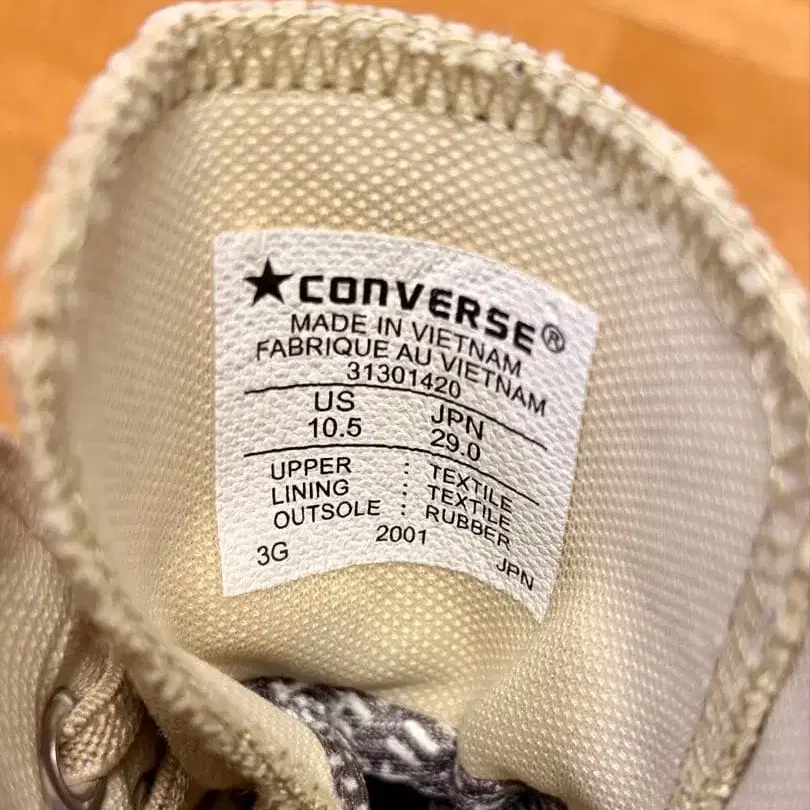 ★CONVERSE®
MADE IN VIETNAM
FABRIQUE AU VIETNAM
31301420
US JPN
10.5 29.0
UPPER : TEXTILE
LINING : TEXTILE
OUTSOLE : RUBBER
3G 2001 JPN